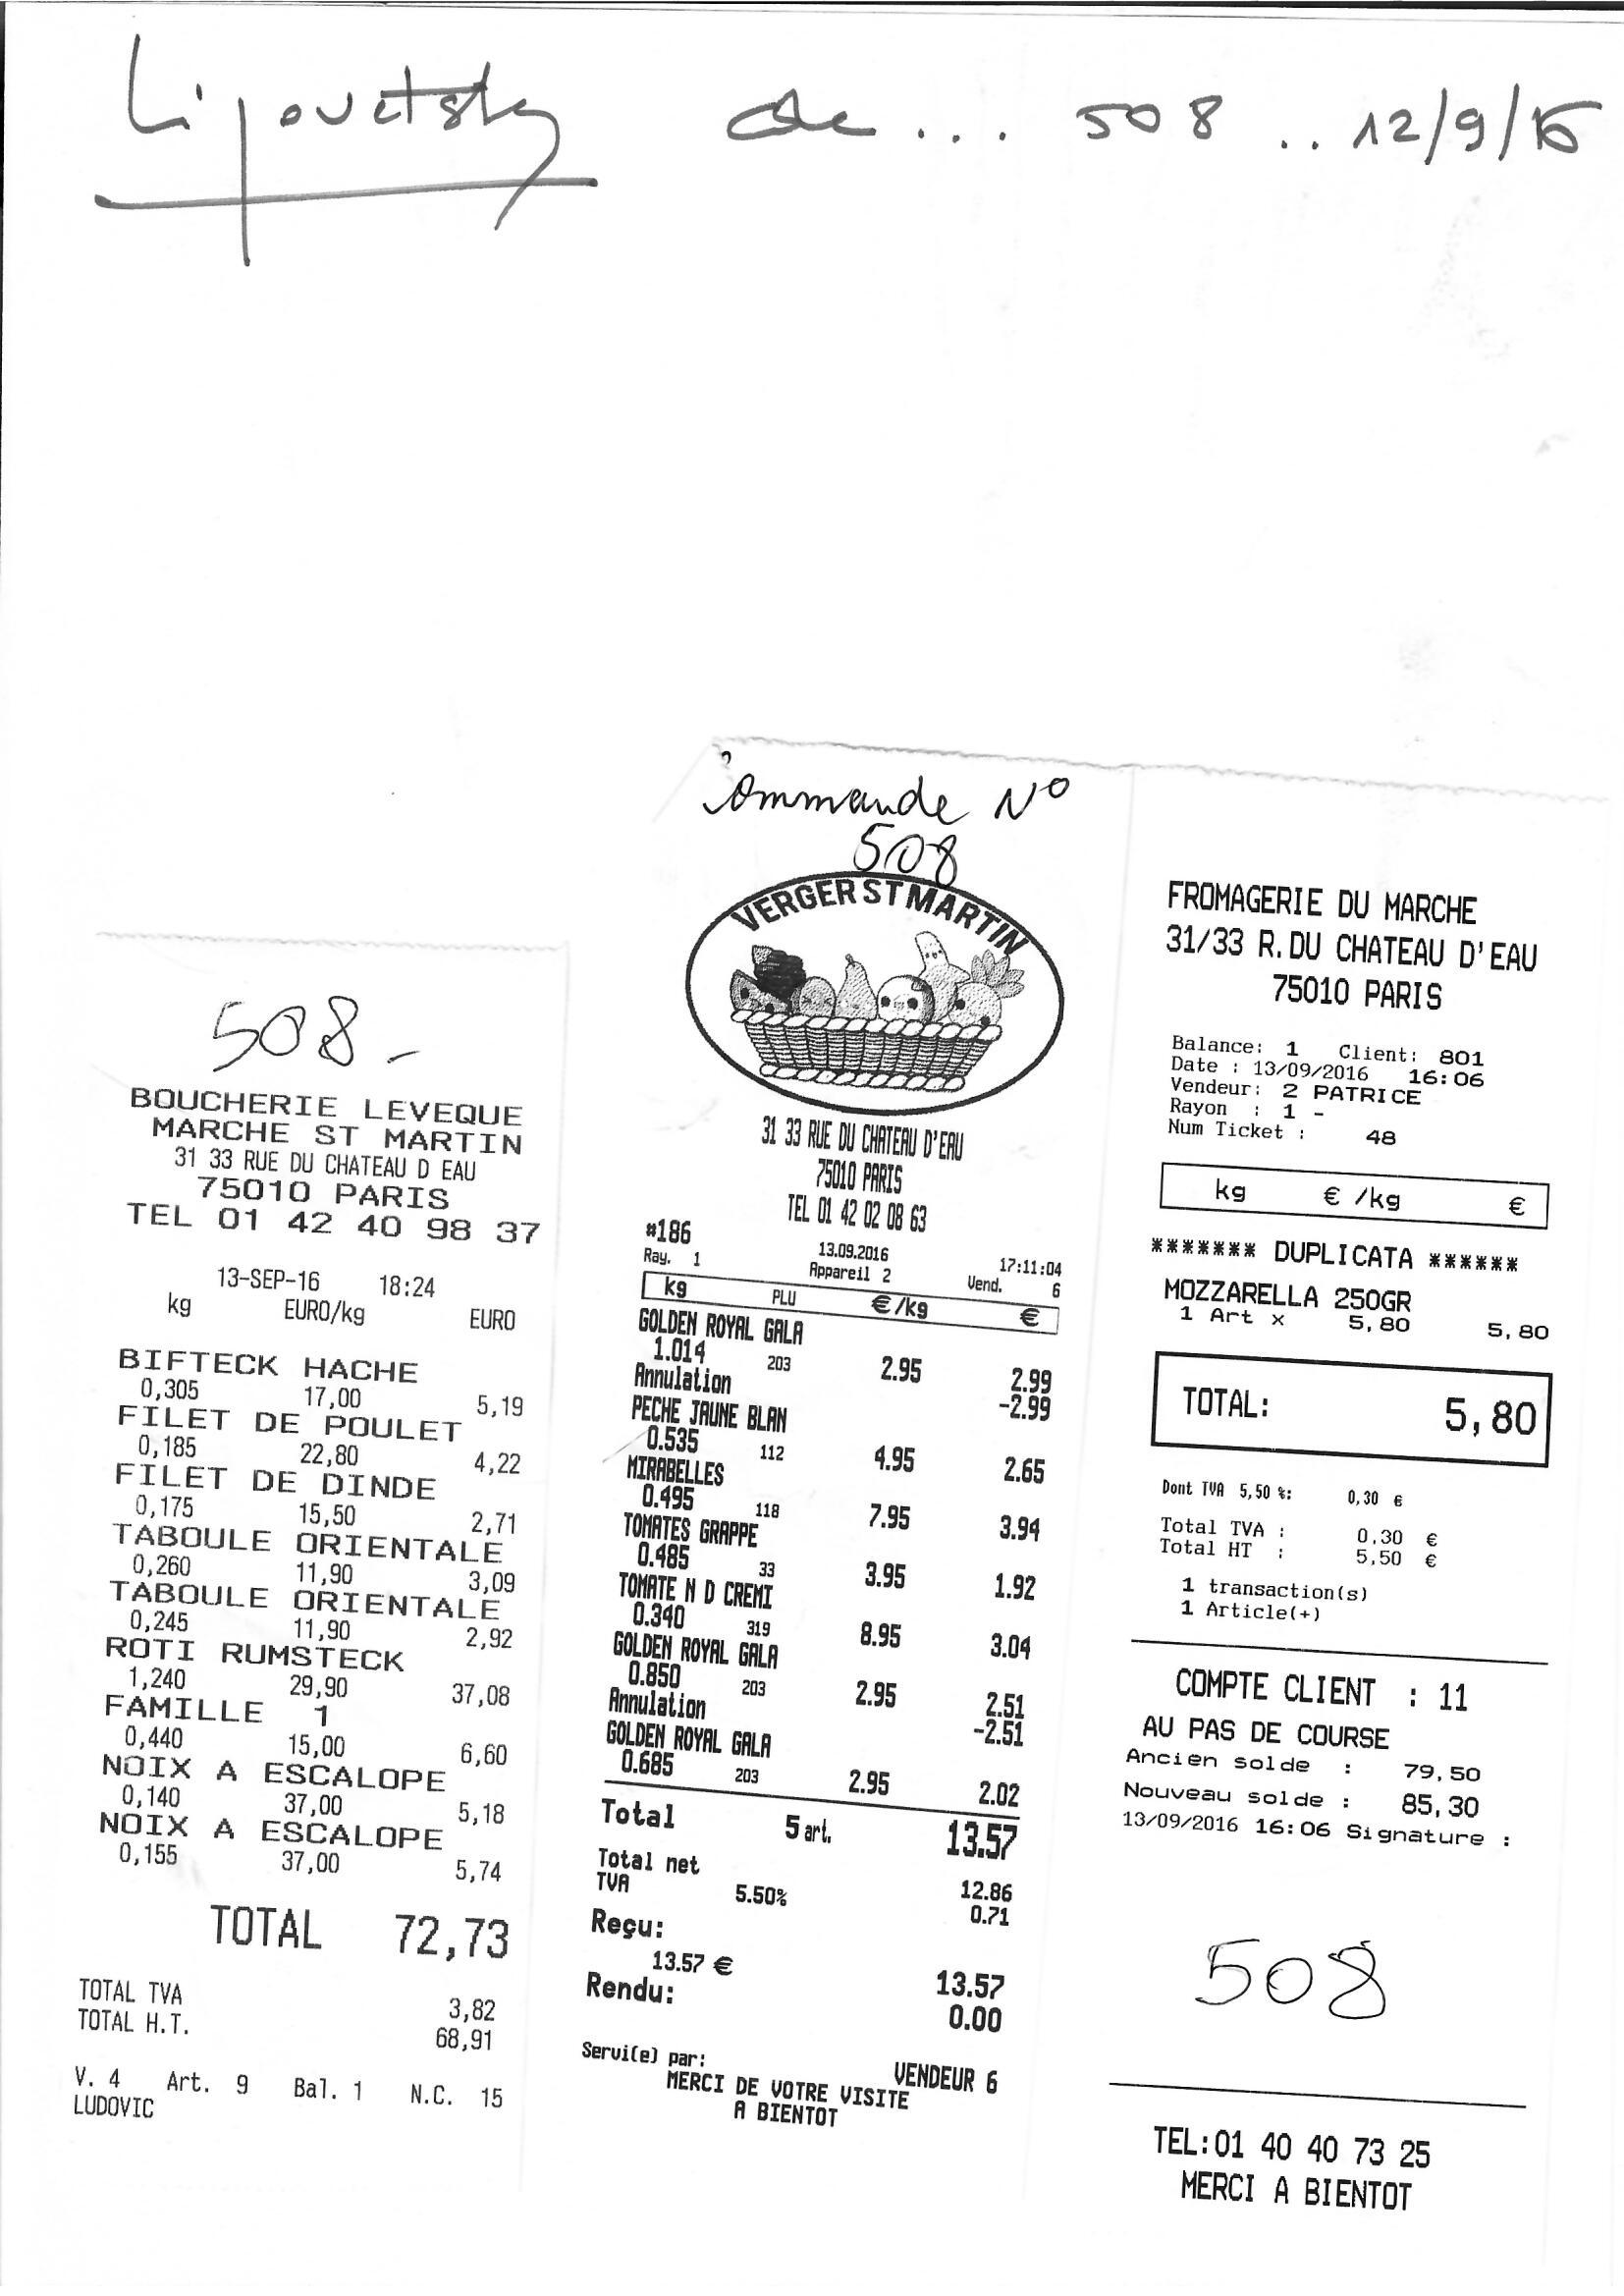 Lipovetsky de ... 508 .. 12/9/16
508 -
BOUCHERIE LEVEQUE
MARCHE ST MARTIN
31 33 RUE DU CHATEAU D EAU
75010 PARIS
TEL 01 42 40 98 37
13-SEP-16 18:24
kg EURO/kg EURO
BIFTECK HACHE
0,305 17,00 5,19
FILET DE POULET
0,185 22,80 4,22
FILET DE DINDE
0,175 15,50 2,71
TABOULE ORIENTALE
0,260 11,90 3,09
TABOULE ORIENTALE
0,245 11,90 2,92
ROTI RUMSTECK
1,240 29,90 37,08
FAMILLE 1
0,440 15,00 6,60
NOIX A ESCALOPE
0,140 37,00 5,18
NOIX A ESCALOPE
0,155 37,00 5,74
TOTAL 72,73
TOTAL TVA 3,82
TOTAL H.T. 68,91
V. 4 Art. 9 Bal. 1 N.C. 15
LUDOVIC
Commande N°
508
VERGER ST MARTIN
31 33 RUE DU CHATEAU D'EAU
75010 PARIS
TEL 01 42 02 08 63
#186 13.09.2016 17:11:04
Ray. 1 Appareil 2 Vend. 6
kg PLU €/kg €
GOLDEN ROYAL GALA
1.014 203 2.95 2.99
Annulation -2.99
PECHE JAUNE BLAN
0.535 112 4.95 2.65
MIRABELLES
0.495 118 7.95 3.94
TOMATES GRAPPE
0.485 33 3.95 1.92
TOMATE N D CREMI
0.340 319 8.95 3.04
GOLDEN ROYAL GALA
0.850 203 2.95 2.51
Annulation -2.51
GOLDEN ROYAL GALA
0.685 203 2.95 2.02
Total 5 art. 13.57
Total net 12.86
TVA 5.50% 0.71
Reçu:
13.57 € 13.57
Rendu: 0.00
Servi(e) par: VENDEUR 6
MERCI DE VOTRE VISITE
A BIENTOT
FROMAGERIE DU MARCHE
31/33 R.DU CHATEAU D'EAU
75010 PARIS
Balance: 1 Client: 801
Date : 13/09/2016 16:06
Vendeur: 2 PATRICE
Rayon : 1 -
Num Ticket : 48
kg € /kg €
******* DUPLICATA ******
MOZZARELLA 250GR
1 Art x 5,80 5,80
TOTAL: 5,80
Dont TVA 5,50 %: 0,30 €
Total TVA : 0,30 €
Total HT : 5,50 €
1 transaction(s)
1 Article(+)
COMPTE CLIENT : 11
AU PAS DE COURSE
Ancien solde : 79,50
Nouveau solde : 85,30
13/09/2016 16:06 Signature :
508
TEL:01 40 40 73 25
MERCI A BIENTOT